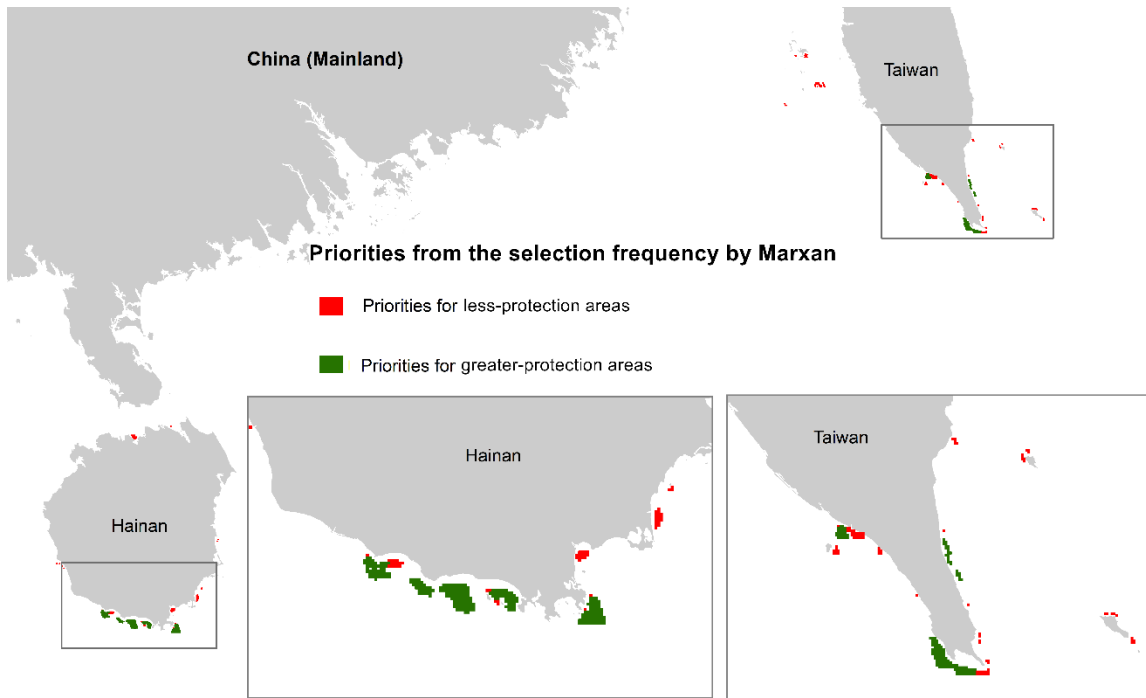 China (Mainland)
Taiwan
Priorities from the selection frequency by Marxan
Priorities for less-protection areas
Priorities for greater-protection areas
Hainan
Hainan
Taiwan